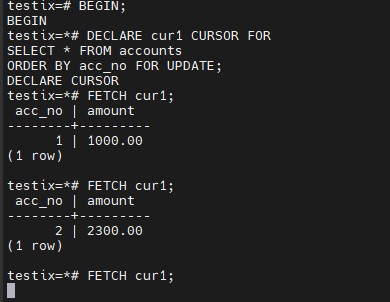 testix=# BEGIN;
BEGIN
testix=*# DECLARE cur1 CURSOR FOR
SELECT * FROM accounts
ORDER BY acc_no FOR UPDATE;
DECLARE CURSOR
testix=*# FETCH cur1;
 acc_no | amount
--------+---------
      1 | 1000.00
(1 row)

testix=*# FETCH cur1;
 acc_no | amount
--------+---------
      2 | 2300.00
(1 row)

testix=*# FETCH cur1;